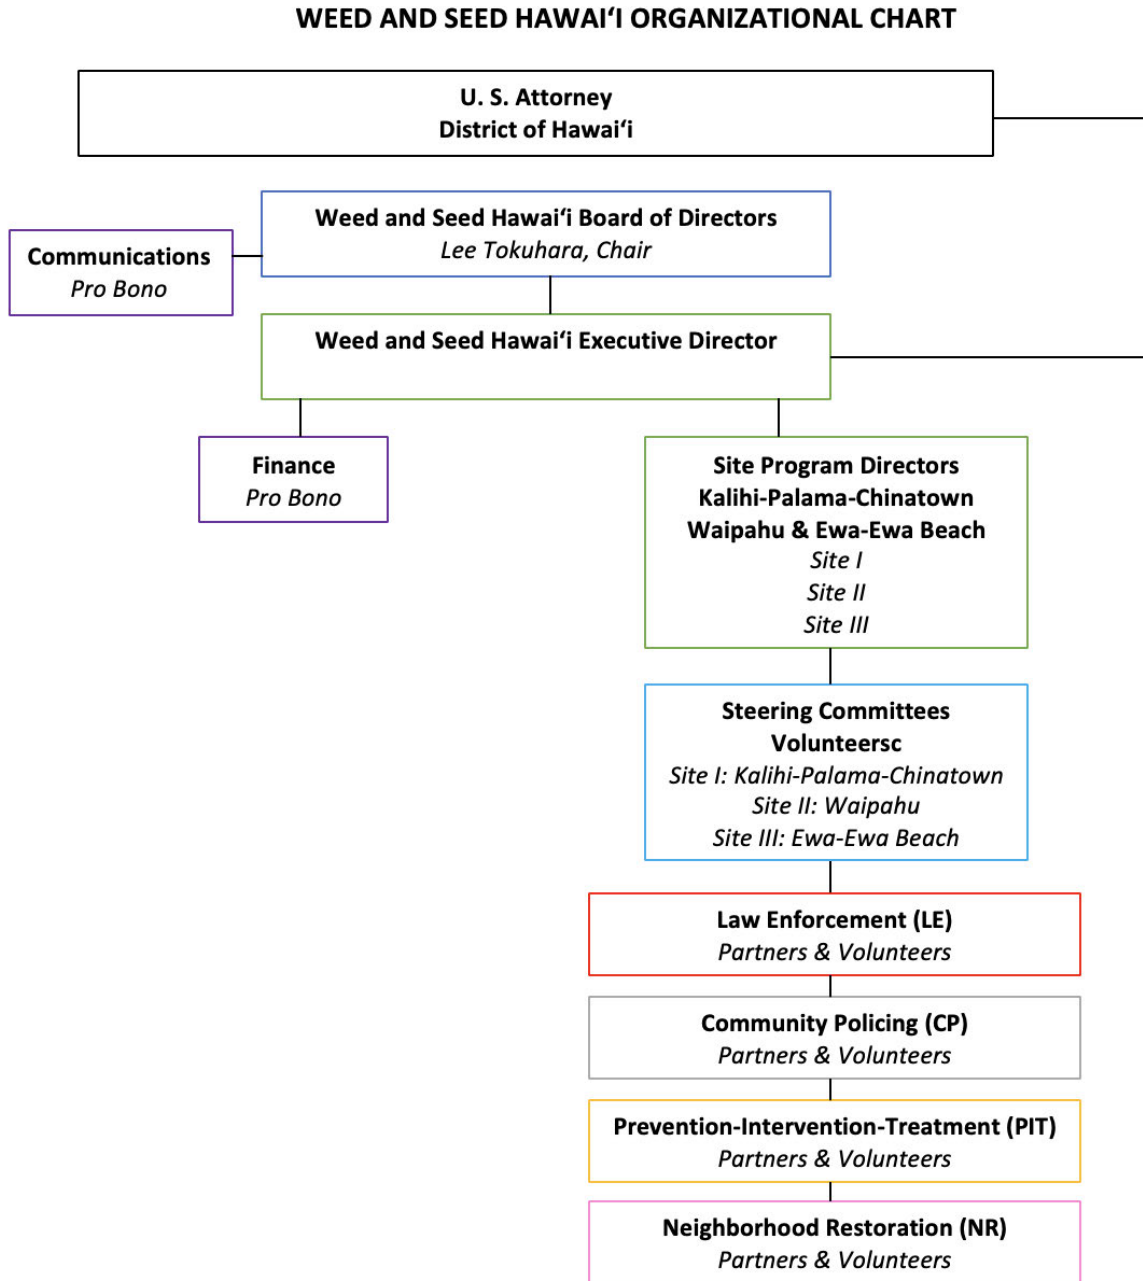 WEED AND SEED HAWAI‘I ORGANIZATIONAL CHART
U. S. Attorney
District of Hawai‘i
Weed and Seed Hawai‘i Board of Directors
Lee Tokuhara, Chair
Communications
Pro Bono
Weed and Seed Hawai‘i Executive Director
Finance
Pro Bono
Site Program Directors
Kalihi-Palama-Chinatown
Waipahu & Ewa-Ewa Beach
Site I
Site II
Site III
Steering Committees
Volunteersc
Site I: Kalihi-Palama-Chinatown
Site II: Waipahu
Site III: Ewa-Ewa Beach
Law Enforcement (LE)
Partners & Volunteers
Community Policing (CP)
Partners & Volunteers
Prevention-Intervention-Treatment (PIT)
Partners & Volunteers
Neighborhood Restoration (NR)
Partners & Volunteers